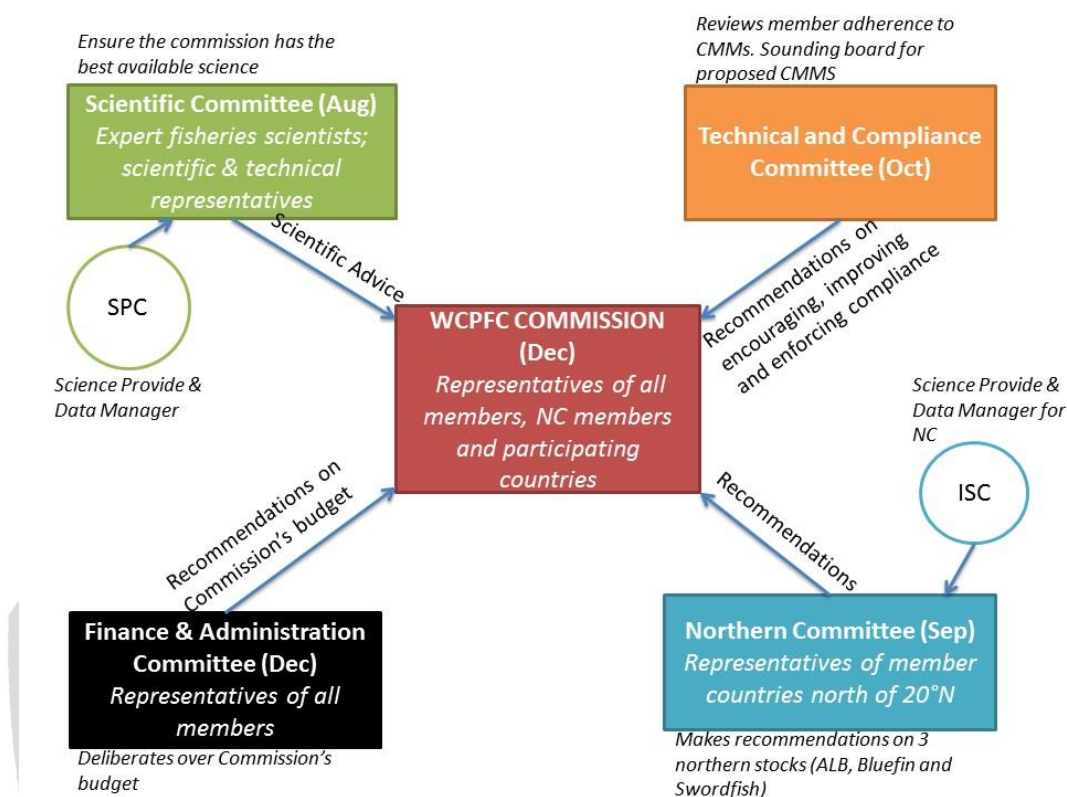 Ensure the commission has the
best available science
Scientific Committee (Aug)
Expert fisheries scientists;
scientific & technical
representatives
SPC
Science Provide &
Data Manager
Scientific Advice
Reviews member adherence to
CMMs. Sounding board for
proposed CMMS
Technical and Compliance
Committee (Oct)
Recommendations on
encouraging, improving
and enforcing compliance
WCPFC COMMISSION
(Dec)
Representatives of all
members, NC members
and participating
countries
Science Provide &
Data Manager for
NC
ISC
Recommendations on
Commission's budget
Recommendations
Finance & Administration
Committee (Dec)
Representatives of all
members
Deliberates over Commission's
budget
Northern Committee (Sep)
Representatives of member
countries north of 20°N
Makes recommendations on 3
northern stocks (ALB, Bluefin and
Swordfish)